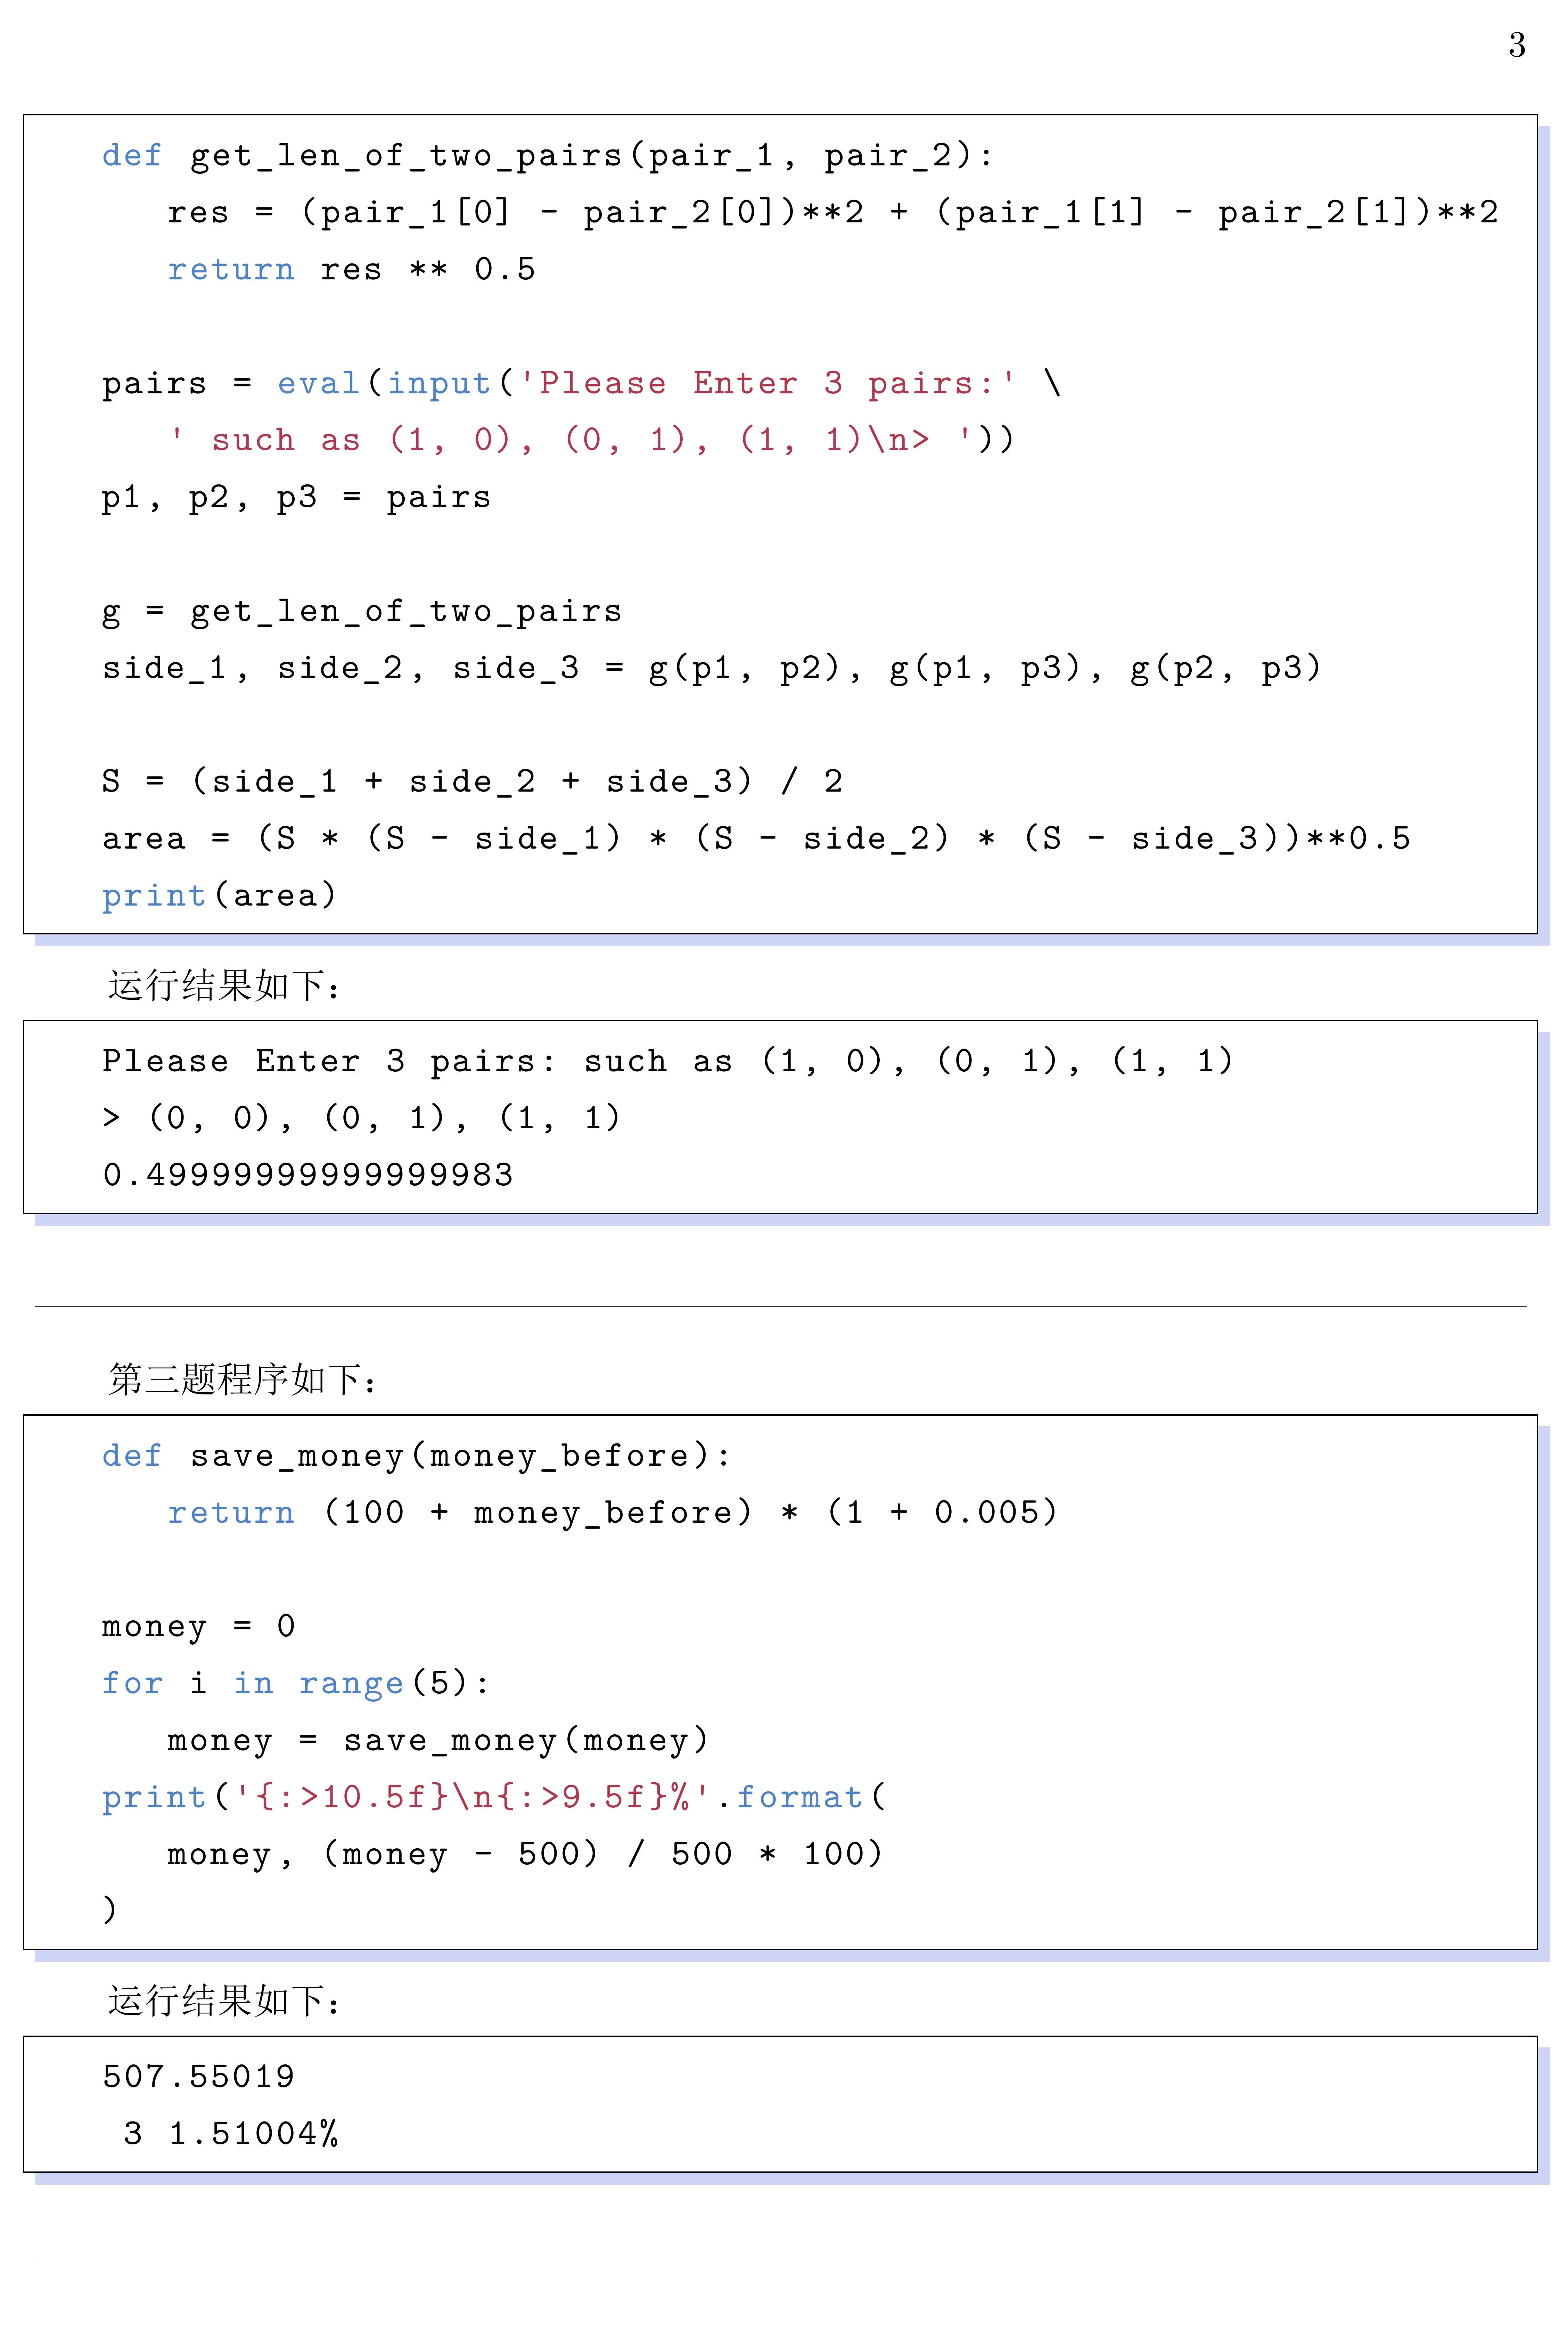 3
def get_len_of_two_pairs(pair_1, pair_2):
   res = (pair_1[0] - pair_2[0])**2 + (pair_1[1] - pair_2[1])**2
   return res ** 0.5
pairs = eval(input('Please Enter 3 pairs:' \
   ' such as (1, 0), (0, 1), (1, 1)\n> '))
p1, p2, p3 = pairs
g = get_len_of_two_pairs
side_1, side_2, side_3 = g(p1, p2), g(p1, p3), g(p2, p3)
S = (side_1 + side_2 + side_3) / 2
area = (S * (S - side_1) * (S - side_2) * (S - side_3))**0.5
print(area)
运行结果如下：
Please Enter 3 pairs: such as (1, 0), (0, 1), (1, 1)
> (0, 0), (0, 1), (1, 1)
0.49999999999999983
第三题程序如下：
def save_money(money_before):
   return (100 + money_before) * (1 + 0.005)
money = 0
for i in range(5):
   money = save_money(money)
print('{:>10.5f}\n{:>9.5f}%'.format(
   money, (money - 500) / 500 * 100)
)
运行结果如下：
507.55019
 3 1.51004%